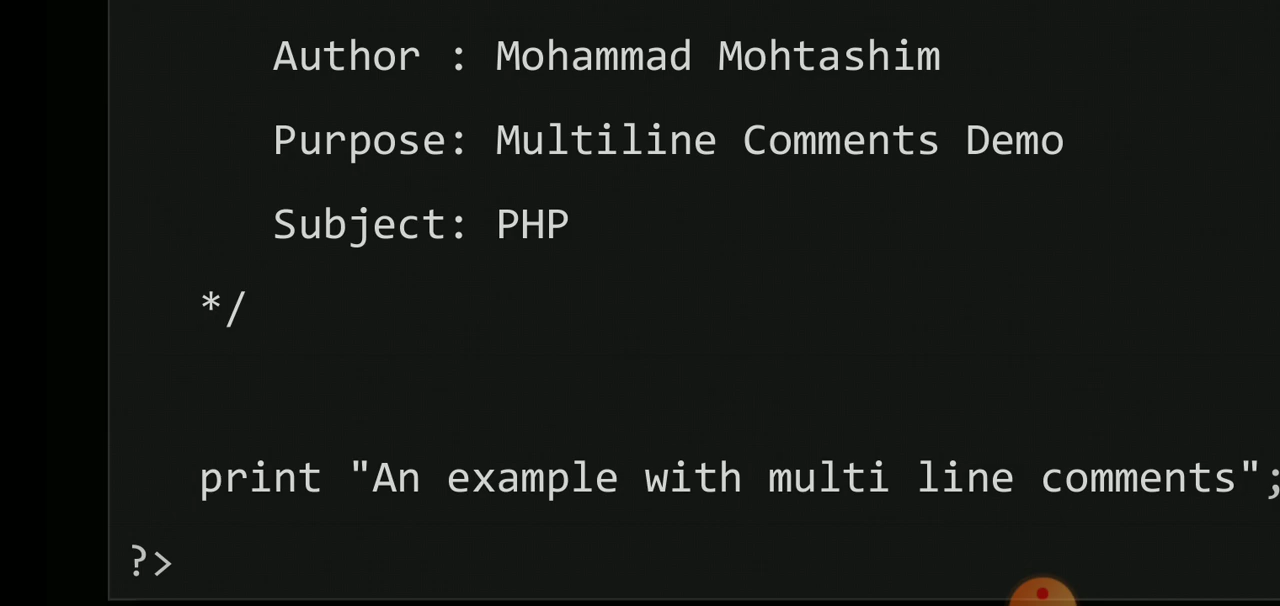 Author : Mohammad Mohtashim
Purpose: Multiline Comments Demo
Subject: PHP
*/
print "An example with multi line comments";
?>